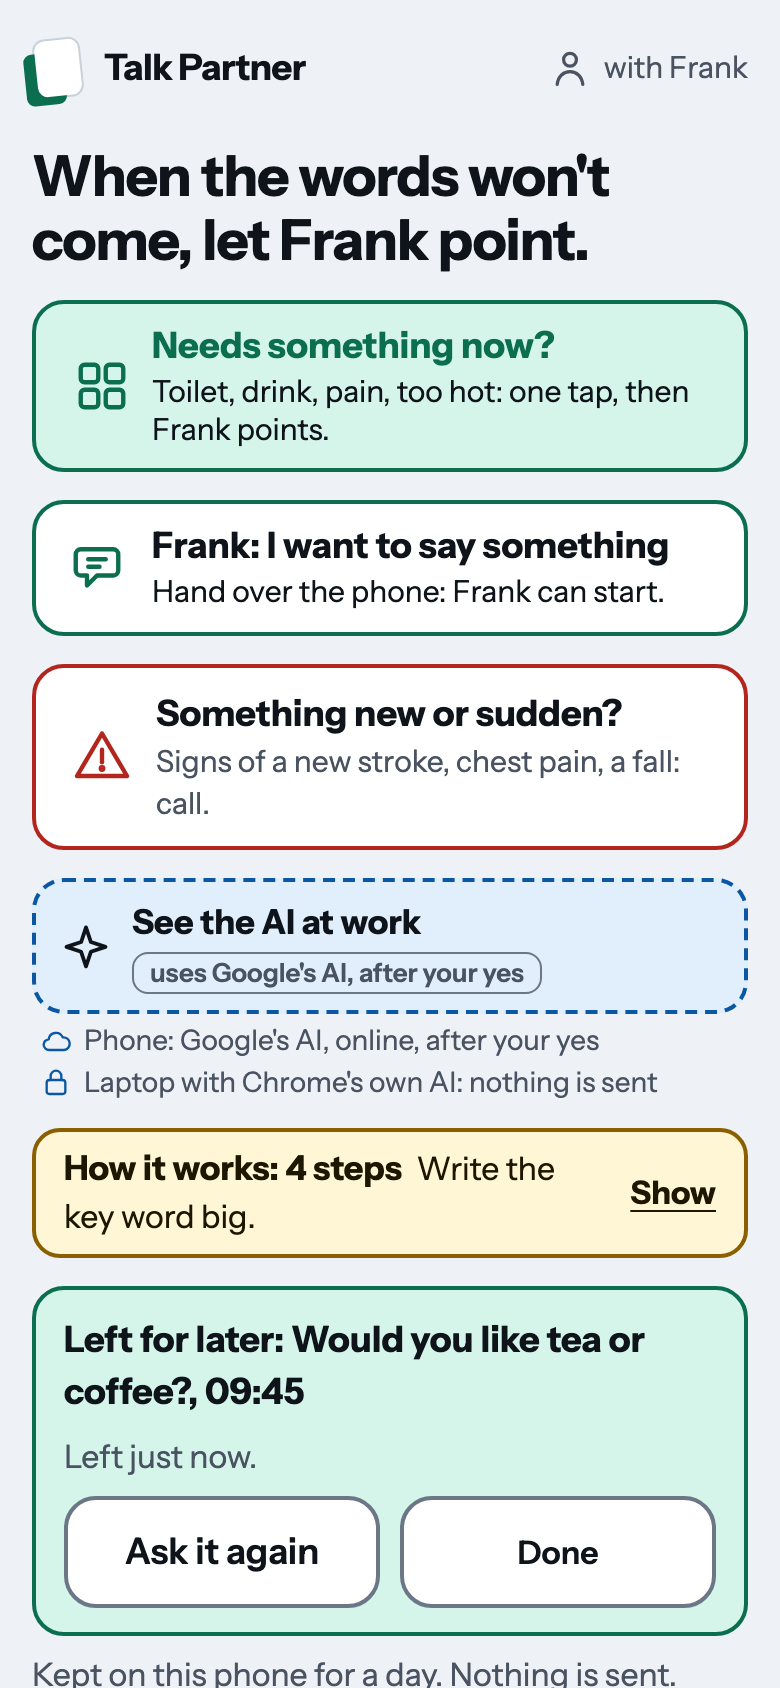 Talk Partner
with Frank
When the words won't
come, let Frank point.
Needs something now?
Toilet, drink, pain, too hot: one tap, then
Frank points.
Frank: I want to say something
Hand over the phone: Frank can start.
Something new or sudden?
Signs of a new stroke, chest pain, a fall:
call.
See the AI at work
uses Google's AI, after your yes
Phone: Google's AI, online, after your yes
Laptop with Chrome's own AI: nothing is sent
How it works: 4 steps Write the
key word big.
Show
Left for later: Would you like tea or
coffee?, 09:45
Left just now.
Ask it again
Done
Kept on this phone for a day. Nothing is sent.